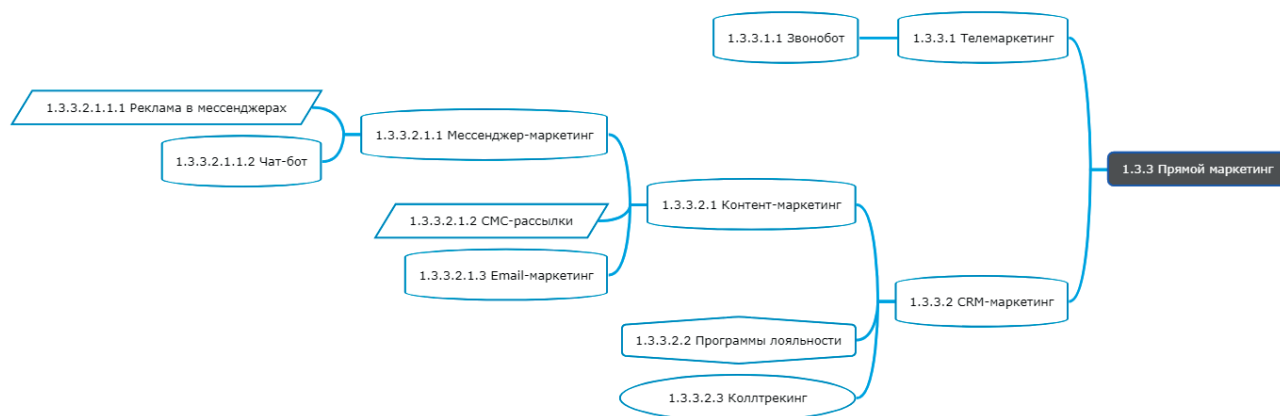 1.3.3 Прямой маркетинг
1.3.3.1 Телемаркетинг
1.3.3.1.1 Звонобот
1.3.3.2 CRM-маркетинг
1.3.3.2.1 Контент-маркетинг
1.3.3.2.1.1 Мессенджер-маркетинг
1.3.3.2.1.1.1 Реклама в мессенджерах
1.3.3.2.1.1.2 Чат-бот
1.3.3.2.1.2 СМС-рассылки
1.3.3.2.1.3 Email-маркетинг
1.3.3.2.2 Программы лояльности
1.3.3.2.3 Коллтрекинг